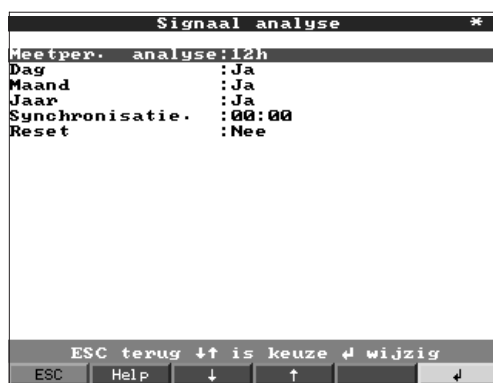 Signaal analyse *
Meetper. analyse:12h
Dag :Ja
Maand :Ja
Jaar :Ja
Synchronisatie. :00:00
Reset :Nee
ESC terug ↓↑ is keuze ↲ wijzig
ESC Help ↓ ↑ ↲